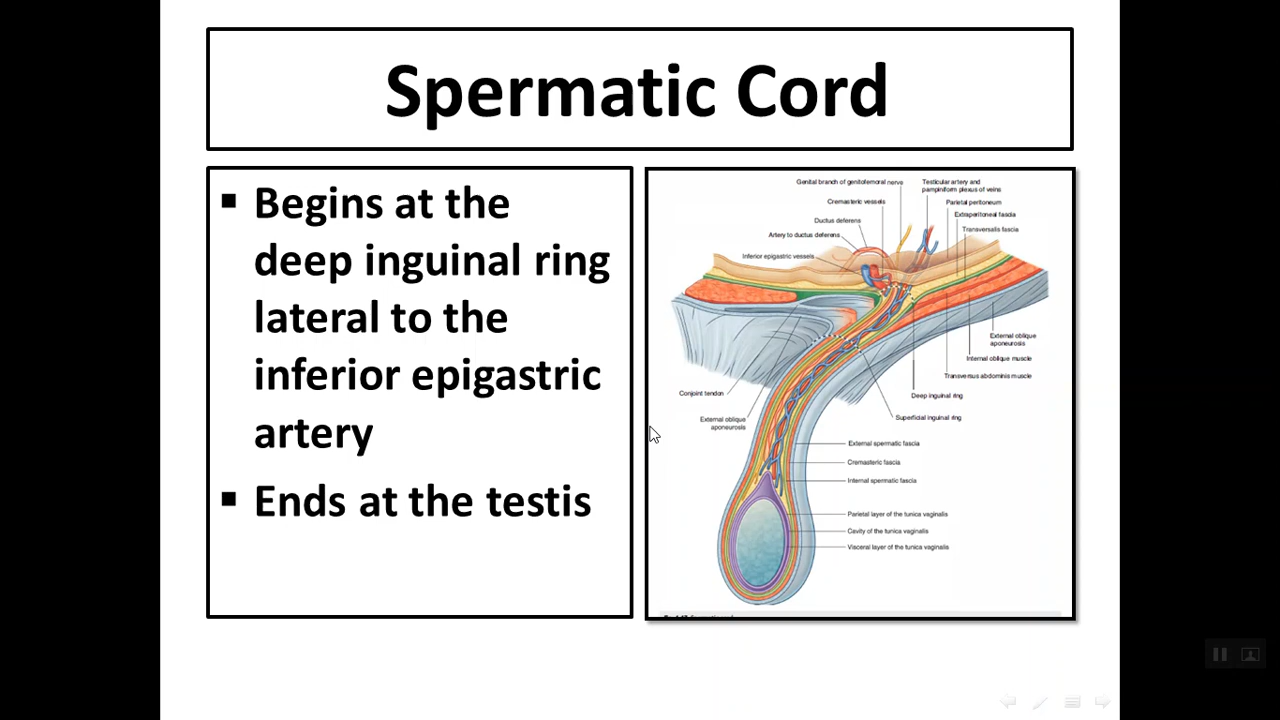 Spermatic Cord
▪ Begins at the
deep inguinal ring
lateral to the
inferior epigastric
artery
▪ Ends at the testis
Genital branch of genitofemoral nerve
Testicular artery and
pampiniform plexus of veins
Cremasteric vessels
Parietal peritoneum
Extraperitoneal fascia
Ductus deferens
Transversalis fascia
Artery to ductus deferens
Inferior epigastric vessels
External oblique
aponeurosis
Internal oblique muscle
Transversus abdominis muscle
Conjoint tendon
Deep inguinal ring
External oblique
aponeurosis
Superficial inguinal ring
External spermatic fascia
Cremasteric fascia
Internal spermatic fascia
Parietal layer of the tunica vaginalis
Cavity of the tunica vaginalis
Visceral layer of the tunica vaginalis